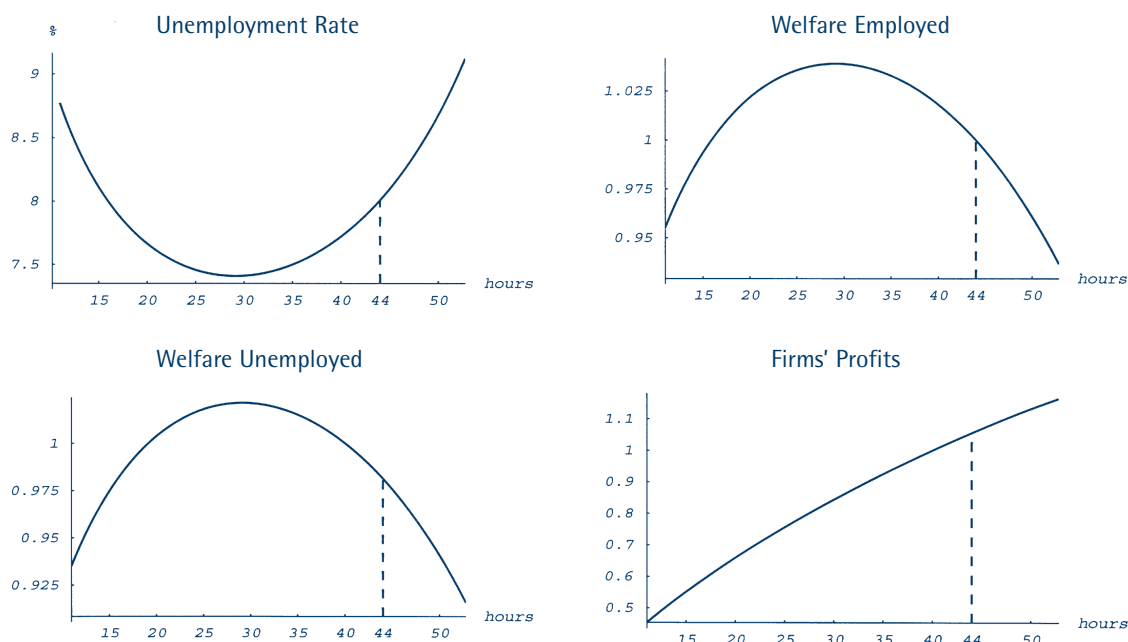 Unemployment Rate
%
9
8.5
8
7.5
15 20 25 30 35 40 44 50 hours
Welfare Employed
1.025
1
0.975
0.95
15 20 25 30 35 40 44 50 hours
Welfare Unemployed
1
0.975
0.95
0.925
15 20 25 30 35 40 44 50 hours
Firms' Profits
1.1
1
0.9
0.8
0.7
0.6
0.5
15 20 25 30 35 40 44 50 hours